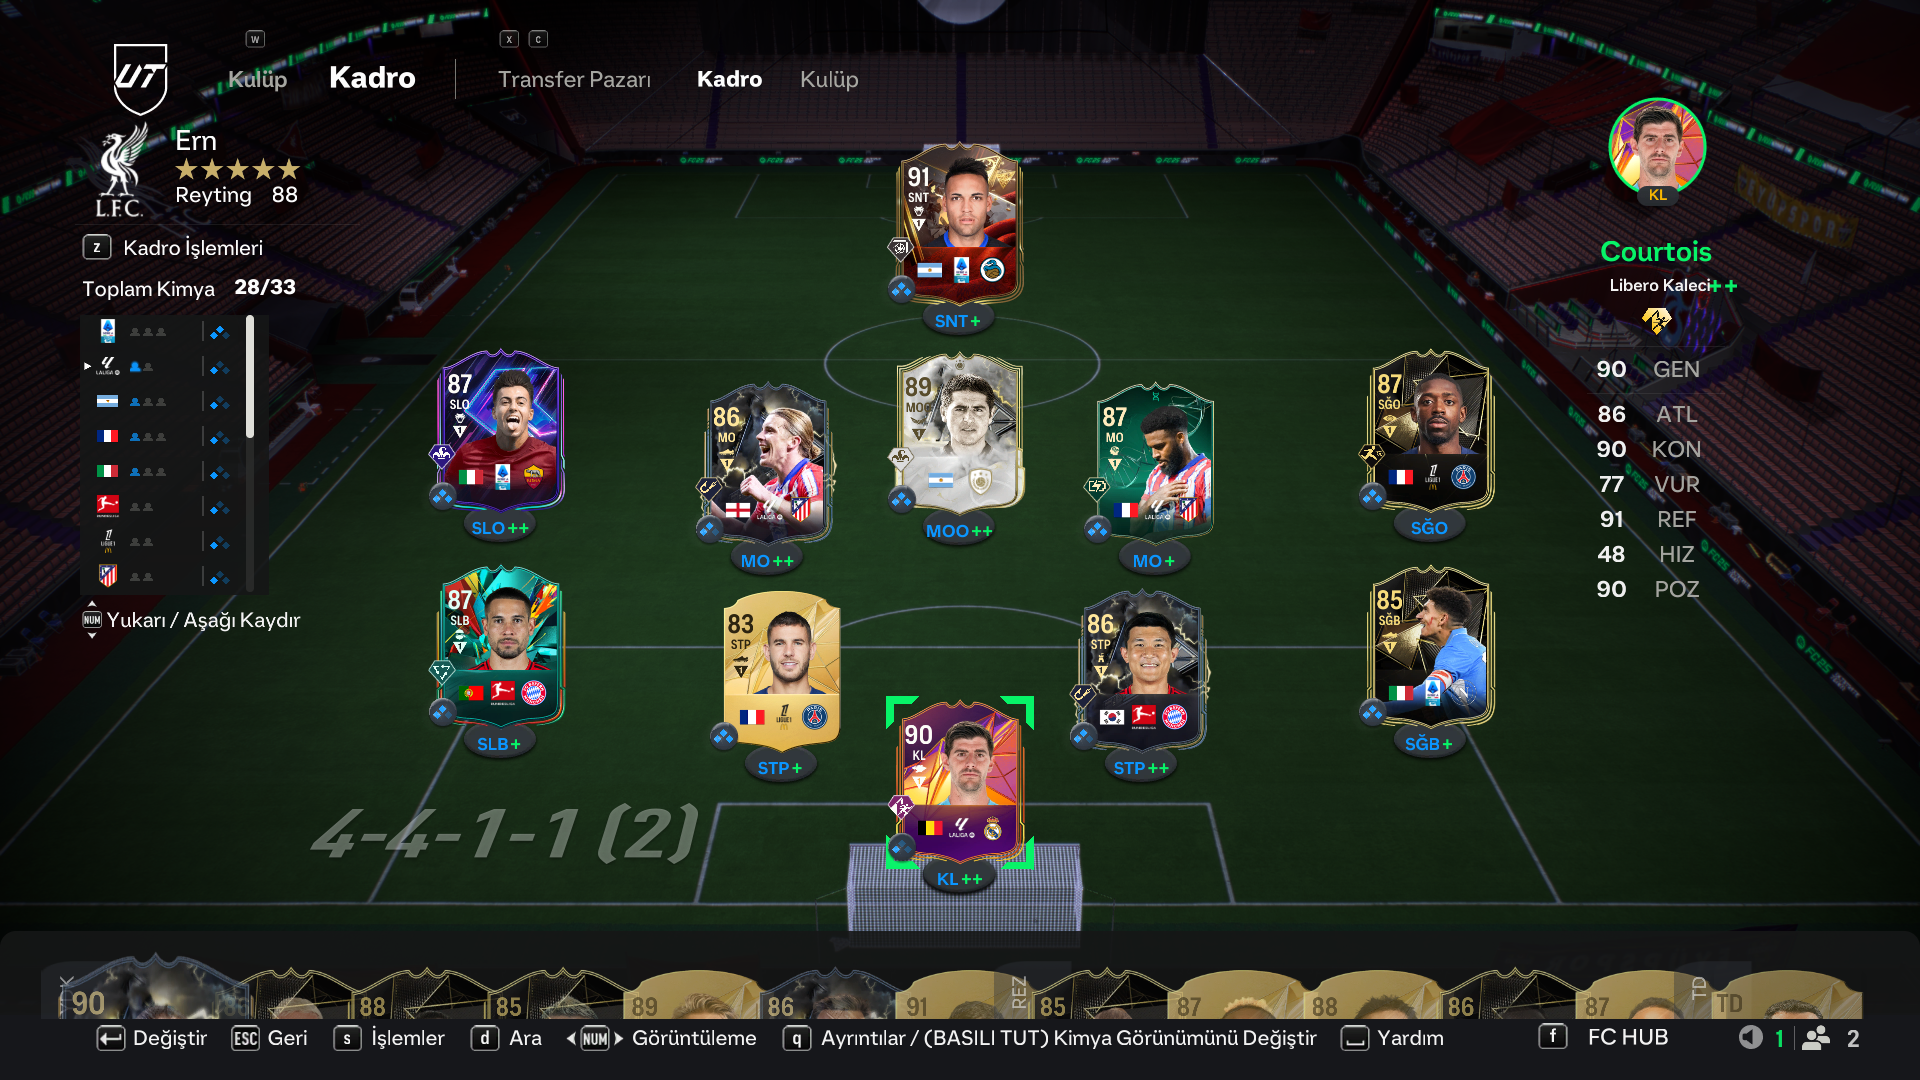 W
X C
UT
Kulüp
Kadro
Transfer Pazarı
Kadro
Kulüp
L.F.C.
Ern
Reyting 88
Z Kadro İşlemleri
Toplam Kimya 28/33
NUM Yukarı / Aşağı Kaydır
KL
Courtois
Libero Kaleci++
90 GEN
86 ATL
90 KON
77 VUR
91 REF
48 HIZ
90 POZ
91
SNT
SNT+
87
SLO
SLO++
86
MO
MO++
89
MOO
MOO++
87
MO
MO+
87
SĞO
SĞO
87
SLB
SLB+
83
STP
STP+
86
STP
STP++
85
SĞB
SĞB+
90
KL
LALIGA
KL++
4-4-1-1 (2)
90
88
85
89
86
91
REZ
85
87
88
86
87
TD
TD
Değiştir
ESC Geri
s İşlemler
d Ara
NUM Görüntüleme
q Ayrıntılar / (BASILI TUT) Kimya Görünümünü Değiştir
Yardım
f FC HUB
1
2